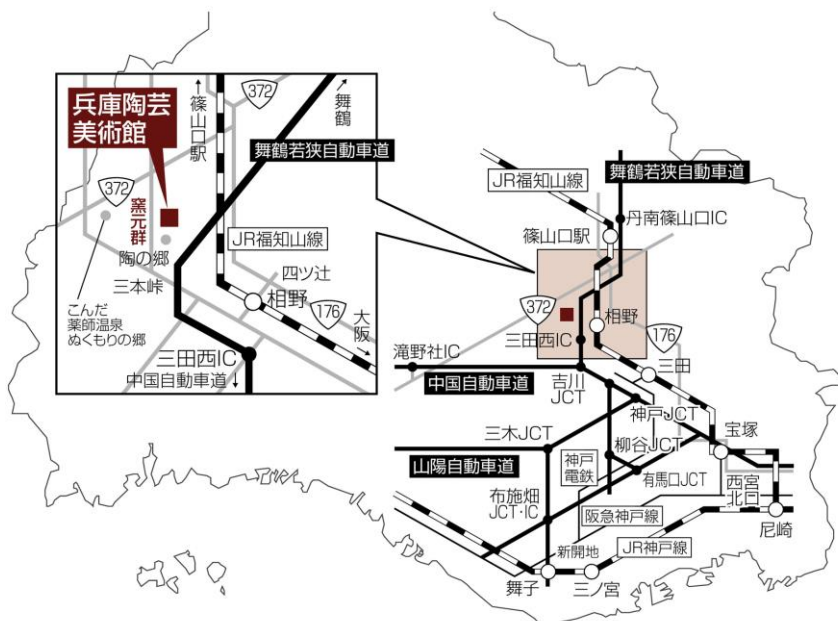 兵庫陶芸
美術館
↑
篠山口駅
372
舞鶴
舞鶴若狭自動車道
372
窯元群
陶の郷
三本峠
こんだ
薬師温泉
ぬくもりの郷
JR福知山線
四ツ辻
相野
176
大阪
三田西IC
中国自動車道
JR福知山線
舞鶴若狭自動車道
丹南篠山口IC
篠山口駅
372
相野
176
三田西IC
滝野社IC
中国自動車道
吉川
JCT
三田
神戸JCT
三木JCT
柳谷JCT
宝塚
山陽自動車道
神戸
電鉄
有馬口JCT
西宮
北口
布施畑
JCT・IC
阪急神戸線
尼崎
新開地
JR神戸線
舞子
三ノ宮